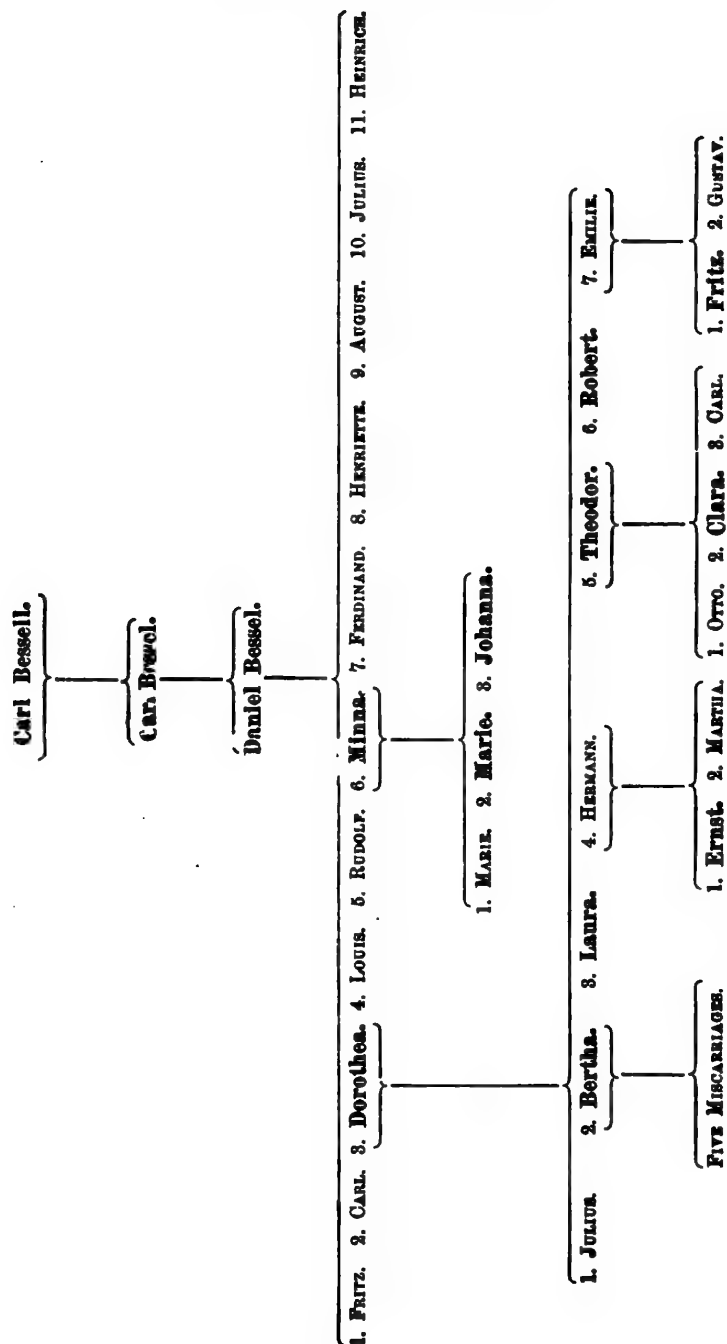 Carl Bessell.
Carl Bessel.
Daniel Bessel.
1. FRITZ. 2. CARL. 3. Dorothea. 4. LOUIS. 5. RUDOLF. 6. Minna. 7. FERDINAND. 8. HENRIETTE. 9. AUGUST. 10. JULIUS. 11. HEINRICH.
1. MARIE. 2. Marie. 3. Johanna.
1. JULIUS. 2. Bertha. 3. Laura. 4. HERMANN. 5. Theodor. 6. Robert. 7. EMILIE.
FIVE MISCARRIAGES.
1. Ernst. 2. MARTHA.
1. OTTO. 2. Clara. 3. CARL.
1. Fritz. 2. GUSTAV.